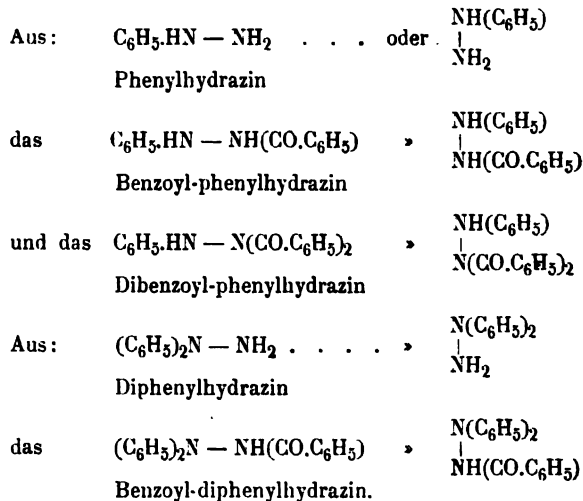 NH(C₆H₅)
Aus: C₆H₅.HN — NH₂ . . . . oder |
NH₂
Phenylhydrazin
NH(C₆H₅)
das C₆H₅.HN — NH(CO.C₆H₅) » |
NH(CO.C₆H₅)
Benzoyl-phenylhydrazin
NH(C₆H₅)
und das C₆H₅.HN — N(CO.C₆H₅)₂ » |
N(CO.C₆H₅)₂
Dibenzoyl-phenylhydrazin
N(C₆H₅)₂
Aus: (C₆H₅)₂N — NH₂ . . . . » |
NH₂
Diphenylhydrazin
N(C₆H₅)₂
das (C₆H₅)₂N — NH(CO.C₆H₅) » |
NH(CO.C₆H₅)
Benzoyl-diphenylhydrazin.